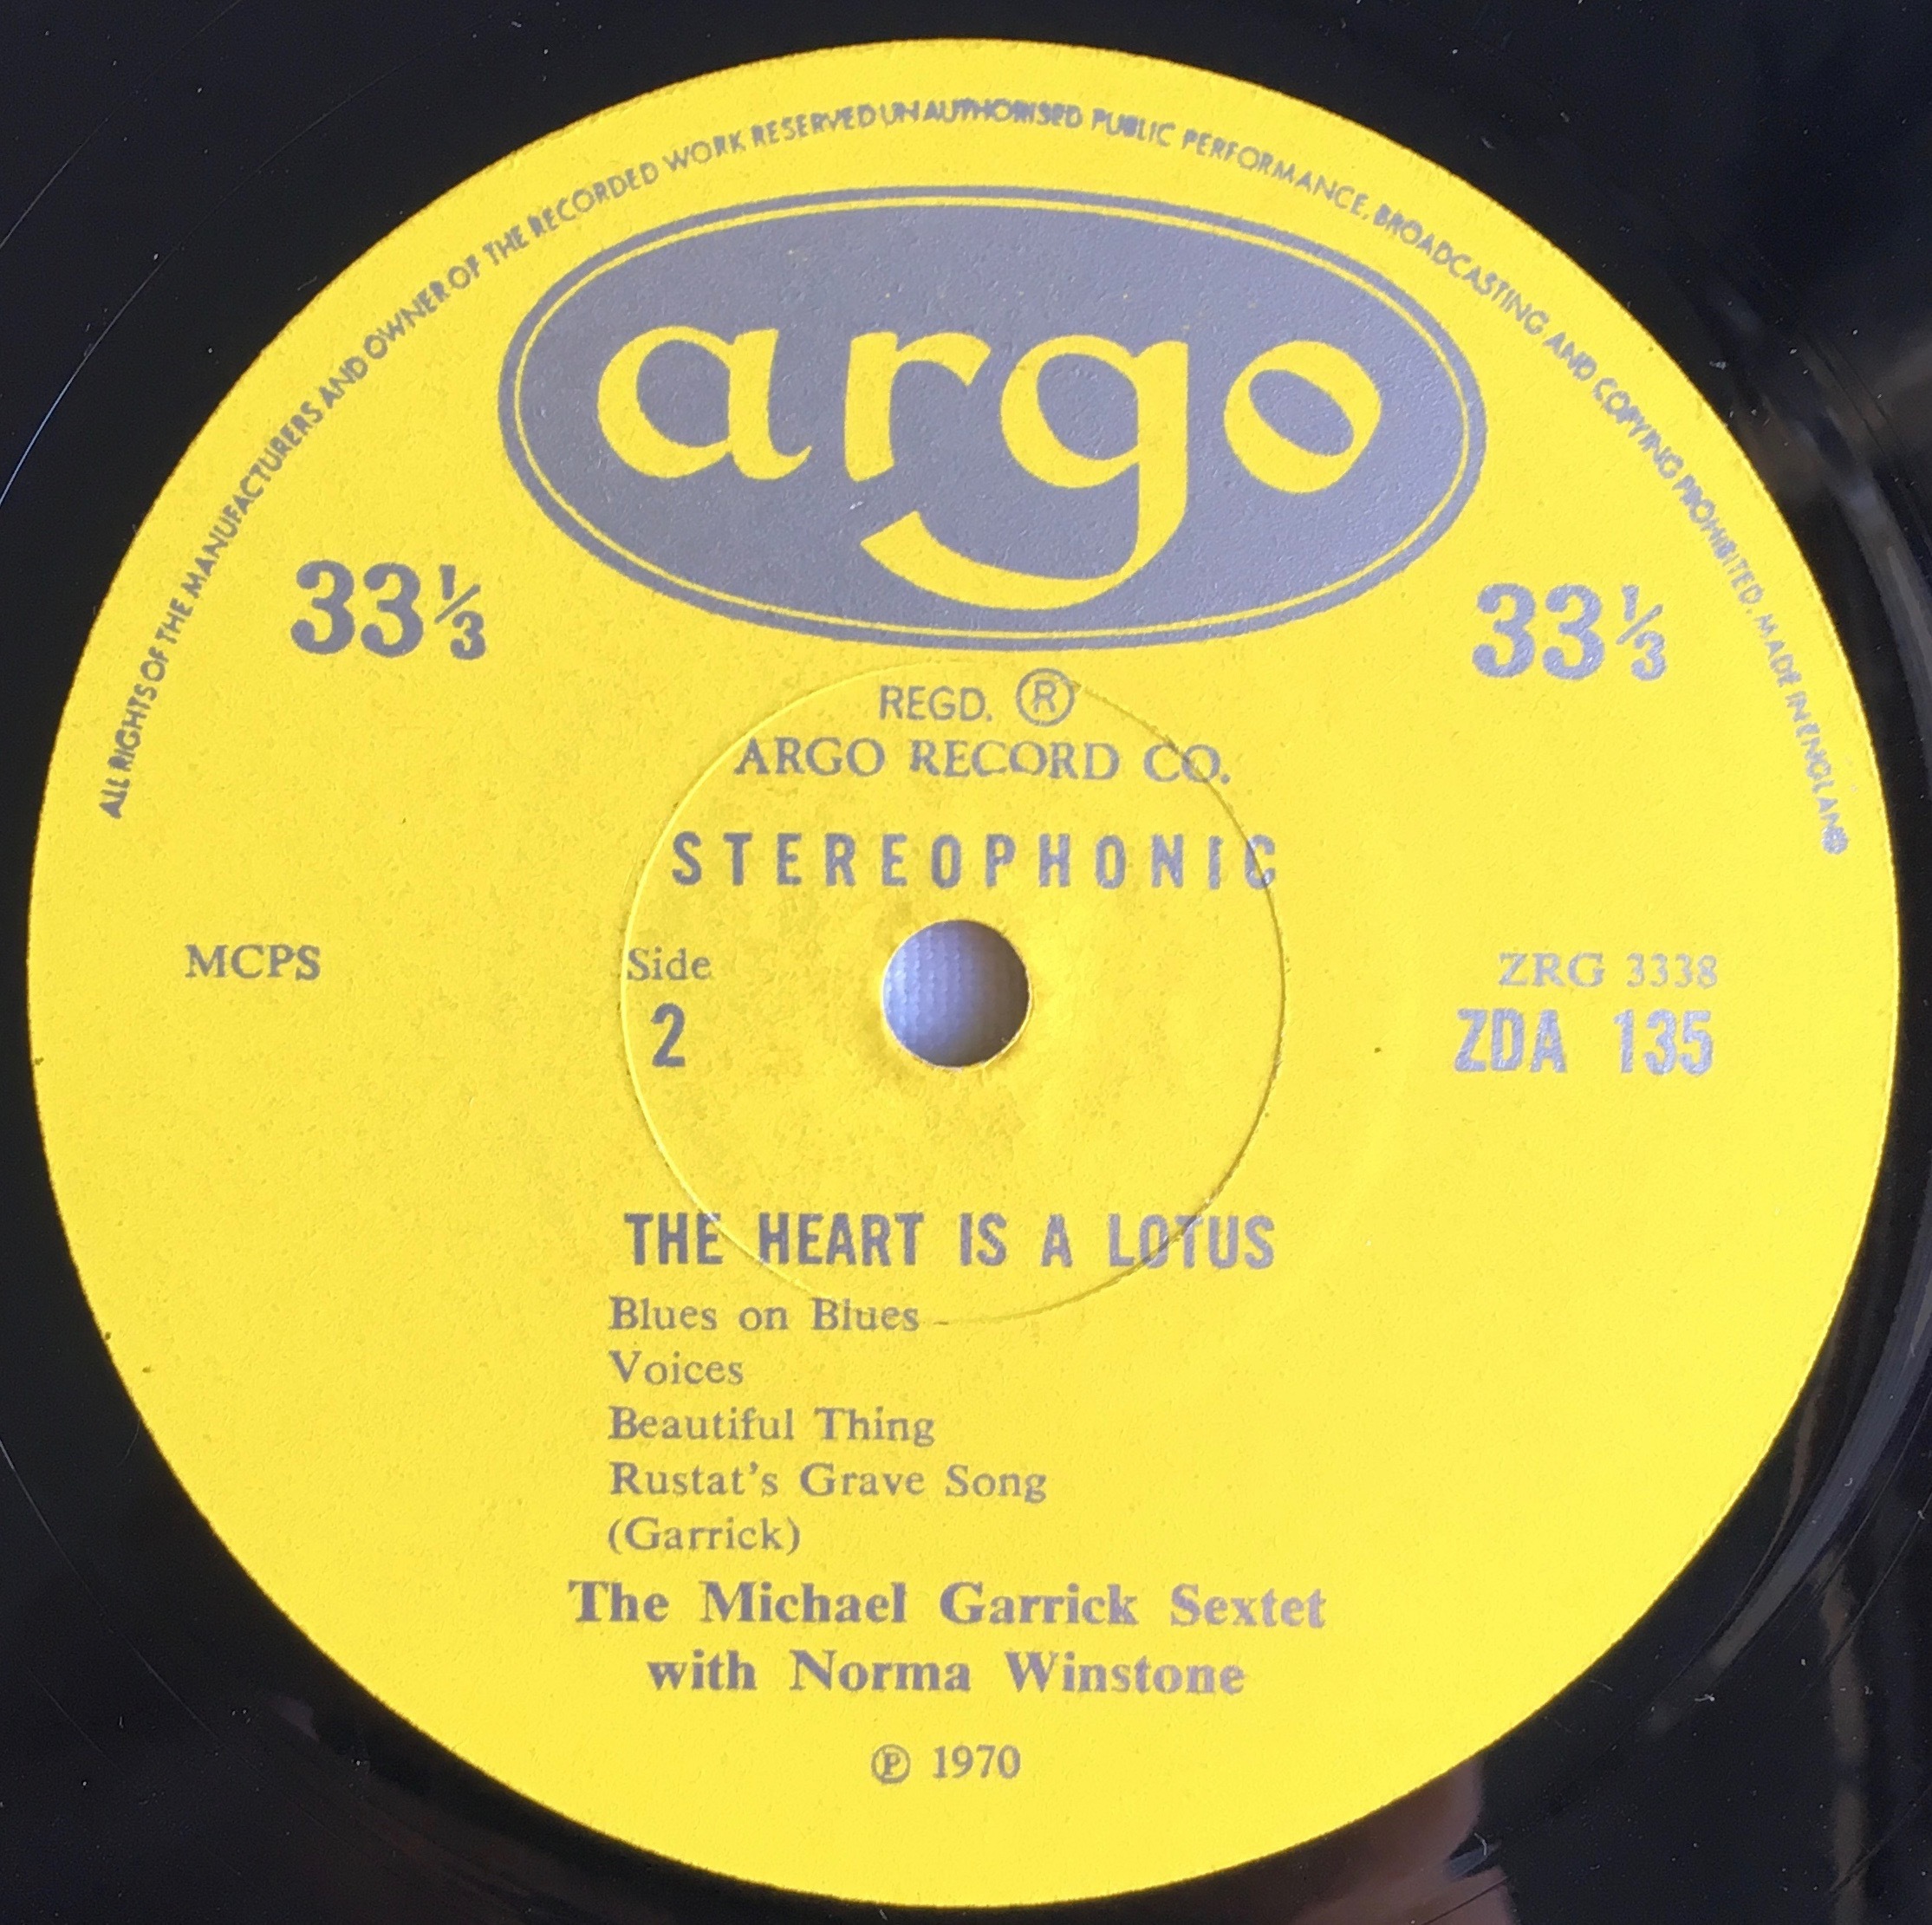 ALL RIGHTS OF THE MANUFACTURERS AND OWNER OF THE RECORDED WORK RESERVED UNAUTHORISED PUBLIC PERFORMANCE, BROADCASTING AND COPYING PROHIBITED. MADE IN ENGLAND
argo
33⅓ 33⅓
REGD. ®
ARGO RECORD CO.
STEREOPHONIC
MCPS Side ZRG 3338
2 ZDA 135
THE HEART IS A LOTUS
Blues on Blues
Voices
Beautiful Thing
Rustat's Grave Song
(Garrick)
The Michael Garrick Sextet
with Norma Winstone
℗ 1970